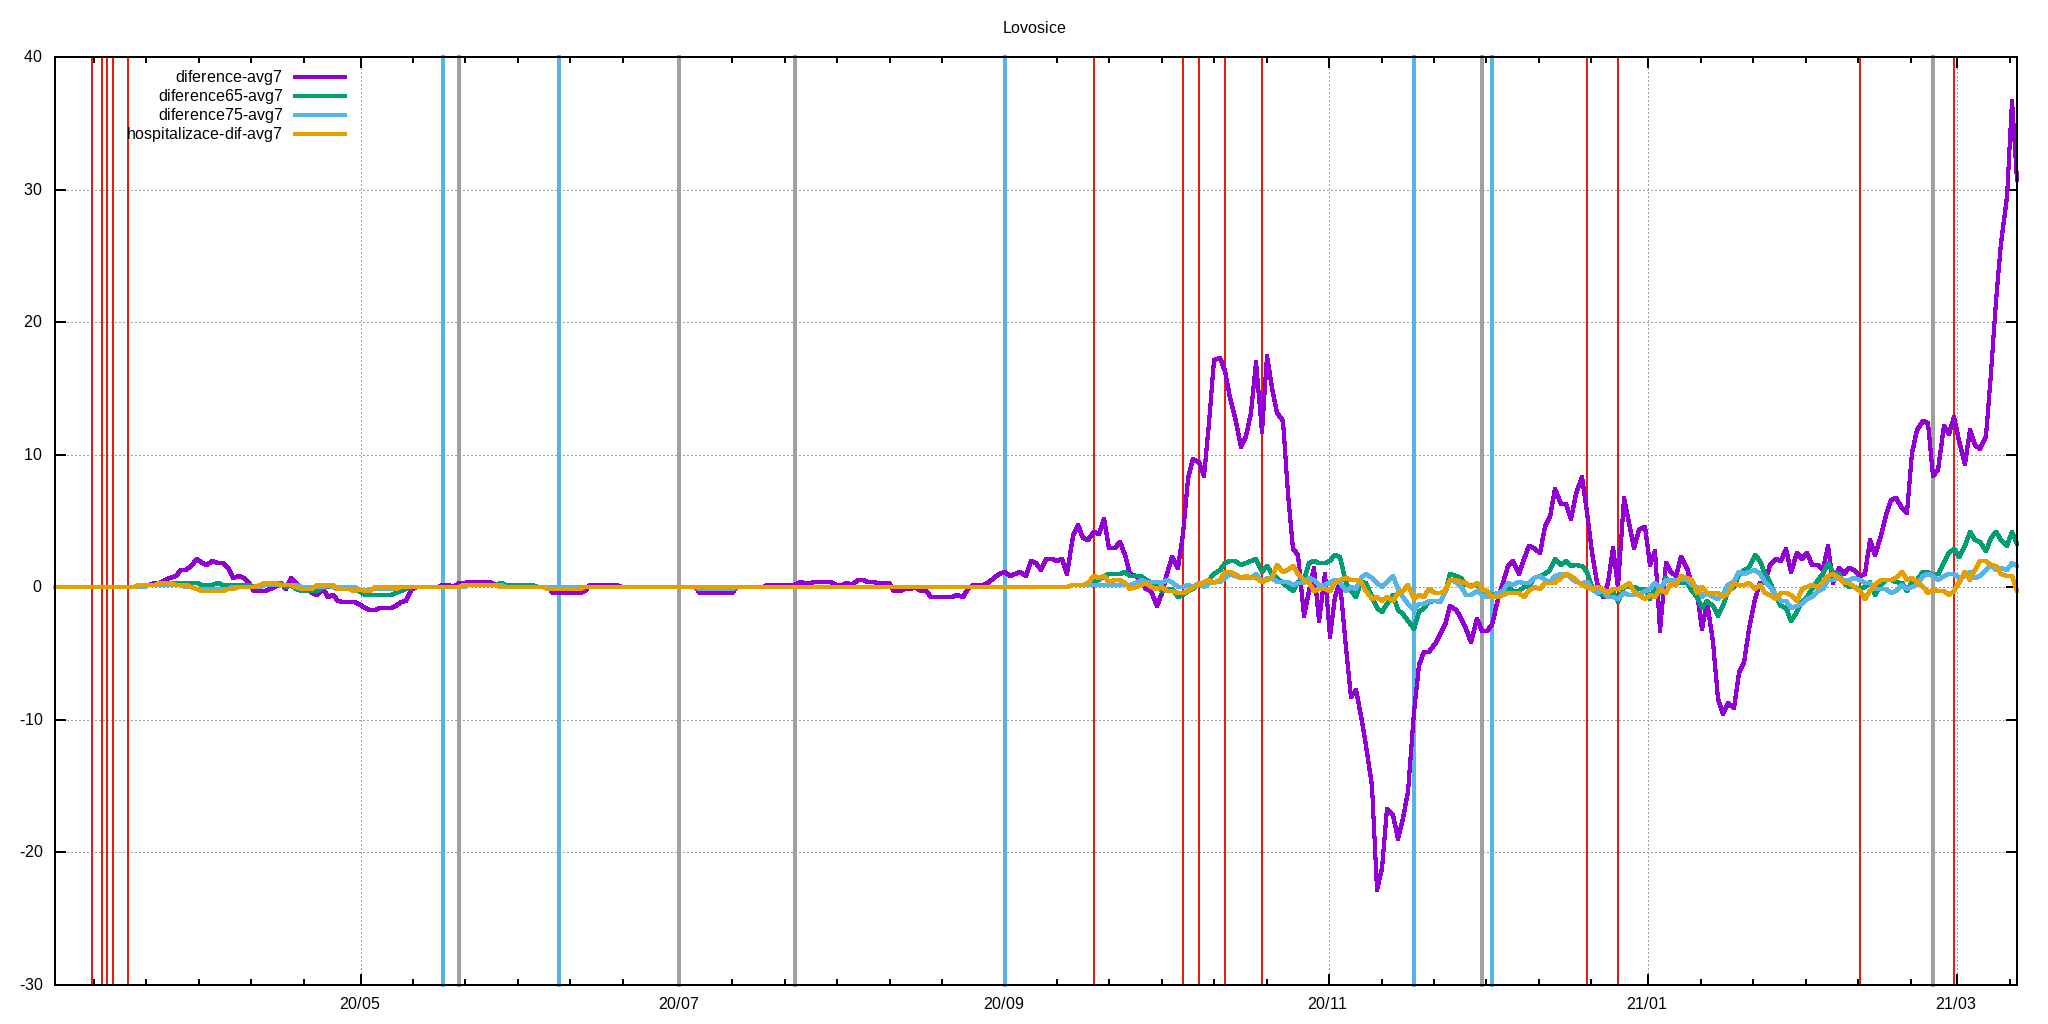 Lovosice
diference-avg7
diference65-avg7
diference75-avg7
hospitalizace-dif-avg7
40
30
20
10
0
-10
-20
-30
20/05 20/07 20/09 20/11 21/01 21/03